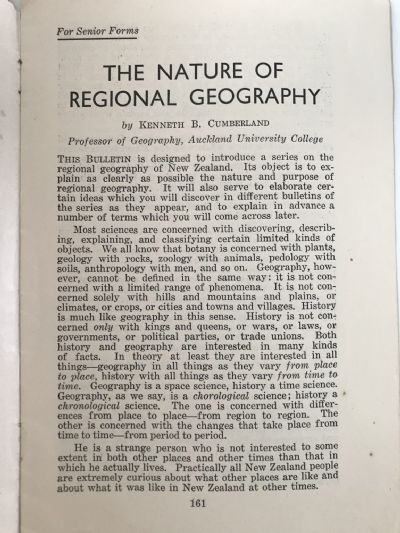 For Senior Forms
THE NATURE OF
REGIONAL GEOGRAPHY
by KENNETH B. CUMBERLAND
Professor of Geography, Auckland University College
THIS BULLETIN is designed to introduce a series on the
regional geography of New Zealand. Its object is to ex-
plain as clearly as possible the nature and purpose of
regional geography. It will also serve to elaborate cer-
tain ideas which you will discover in different bulletins of
the series as they appear, and to explain in advance a
number of terms which you will come across later.
Most sciences are concerned with discovering, describ-
ing, explaining, and classifying certain limited kinds of
objects. We all know that botany is concerned with plants,
geology with rocks, zoology with animals, pedology with
soils, anthropology with men, and so on. Geography, how-
ever, cannot be defined in the same way: it is not con-
cerned with a limited range of phenomena. It is not con-
cerned solely with hills and mountains and plains, or
climates, or crops, or cities and towns and villages. History
is much like geography in this sense. History is not con-
cerned only with kings and queens, or wars, or laws, or
governments, or political parties, or trade unions. Both
history and geography are interested in many kinds
of facts. In theory at least they are interested in all
things—geography in all things as they vary from place
to place, history with all things as they vary from time to
time. Geography is a space science, history a time science.
Geography, as we say, is a chorological science; history a
chronological science. The one is concerned with differ-
ences from place to place—from region to region. The
other is concerned with the changes that take place from
time to time—from period to period.
He is a strange person who is not interested to some
extent in both other places and other times than that in
which he actually lives. Practically all New Zealand people
are extremely curious about what other places are like and
about what it was like in New Zealand at other times.
161